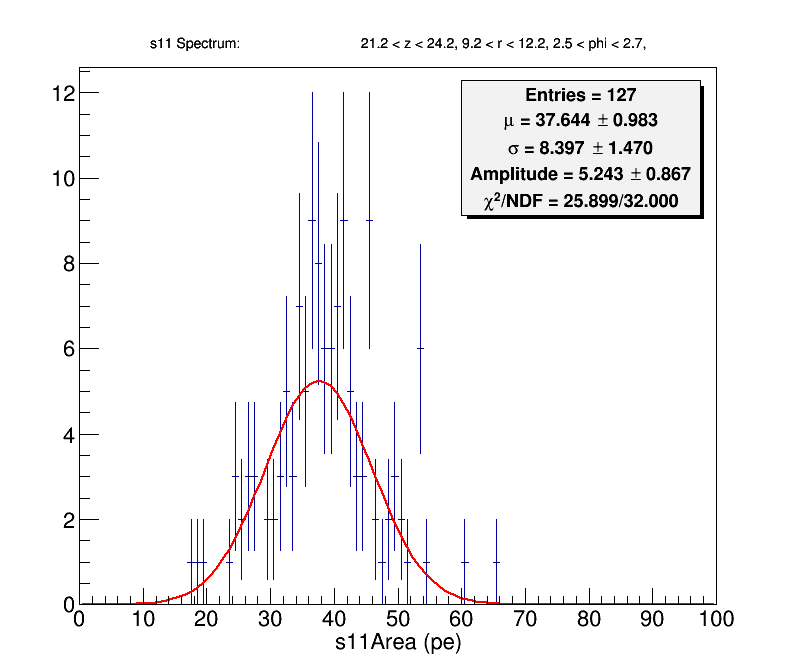 s11 Spectrum: 21.2 < z < 24.2, 9.2 < r < 12.2, 2.5 < phi < 2.7,
Entries = 127
μ = 37.644 ± 0.983
σ = 8.397 ± 1.470
Amplitude = 5.243 ± 0.867
χ²/NDF = 25.899/32.000
12
10
8
6
4
2
0
0 10 20 30 40 50 60 70 80 90 100
s11Area (pe)